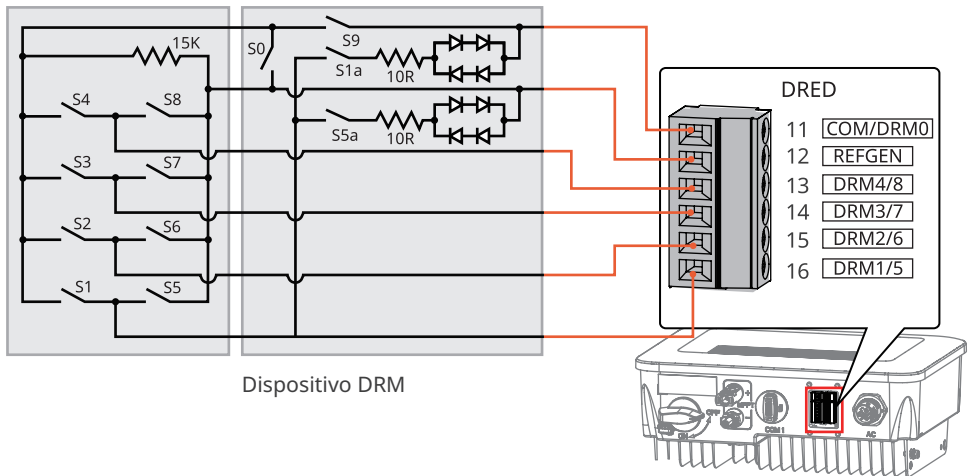 15K
S0
S9
S1a
10R
S4
S8
S5a
10R
S3
S7
S2
S6
S1
S5
Dispositivo DRM
DRED
11 COM/DRM0
12 REFGEN
13 DRM4/8
14 DRM3/7
15 DRM2/6
16 DRM1/5
OFF
ON
+
-
COM 1
AC